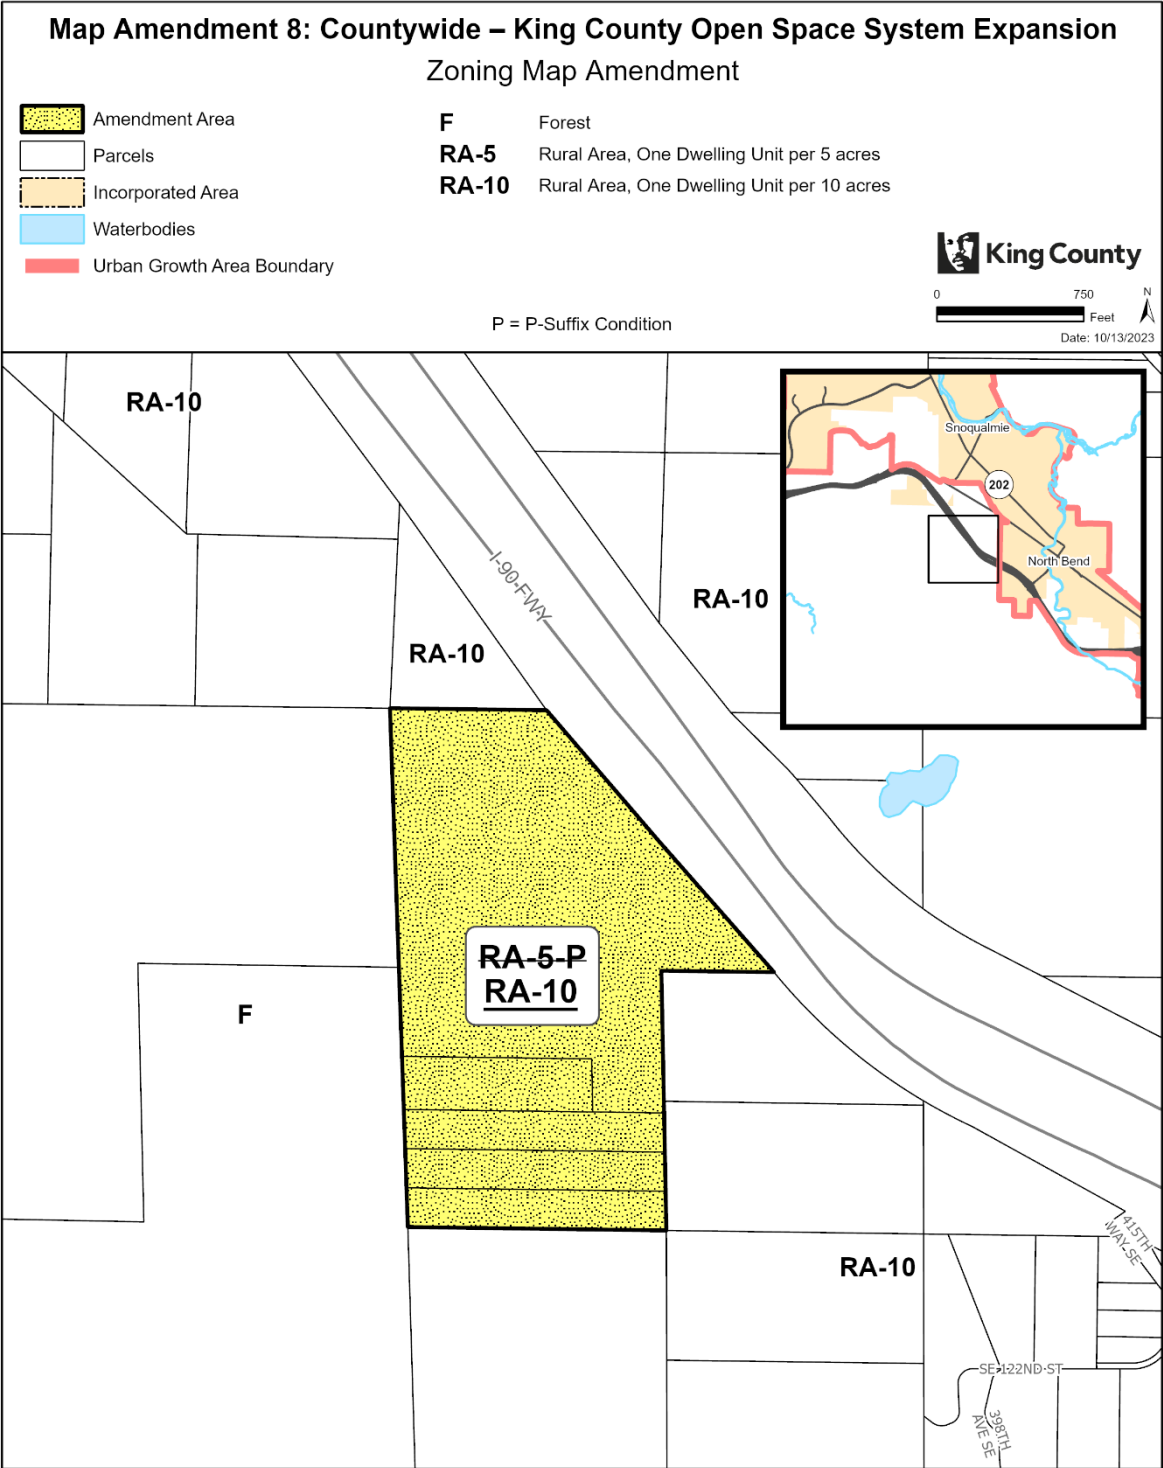 Map Amendment 8: Countywide – King County Open Space System Expansion
Zoning Map Amendment
Amendment Area
Parcels
Incorporated Area
Waterbodies
Urban Growth Area Boundary
F Forest
RA-5 Rural Area, One Dwelling Unit per 5 acres
RA-10 Rural Area, One Dwelling Unit per 10 acres
P = P-Suffix Condition
King County
0 750
Feet
N
Date: 10/13/2023
RA-10
Snoqualmie
202
North Bend
I-90 FWY
RA-10
RA-10
RA-5-P
RA-10
F
RA-10
415TH
WAY SE
SE 122ND ST
398TH
AVE SE